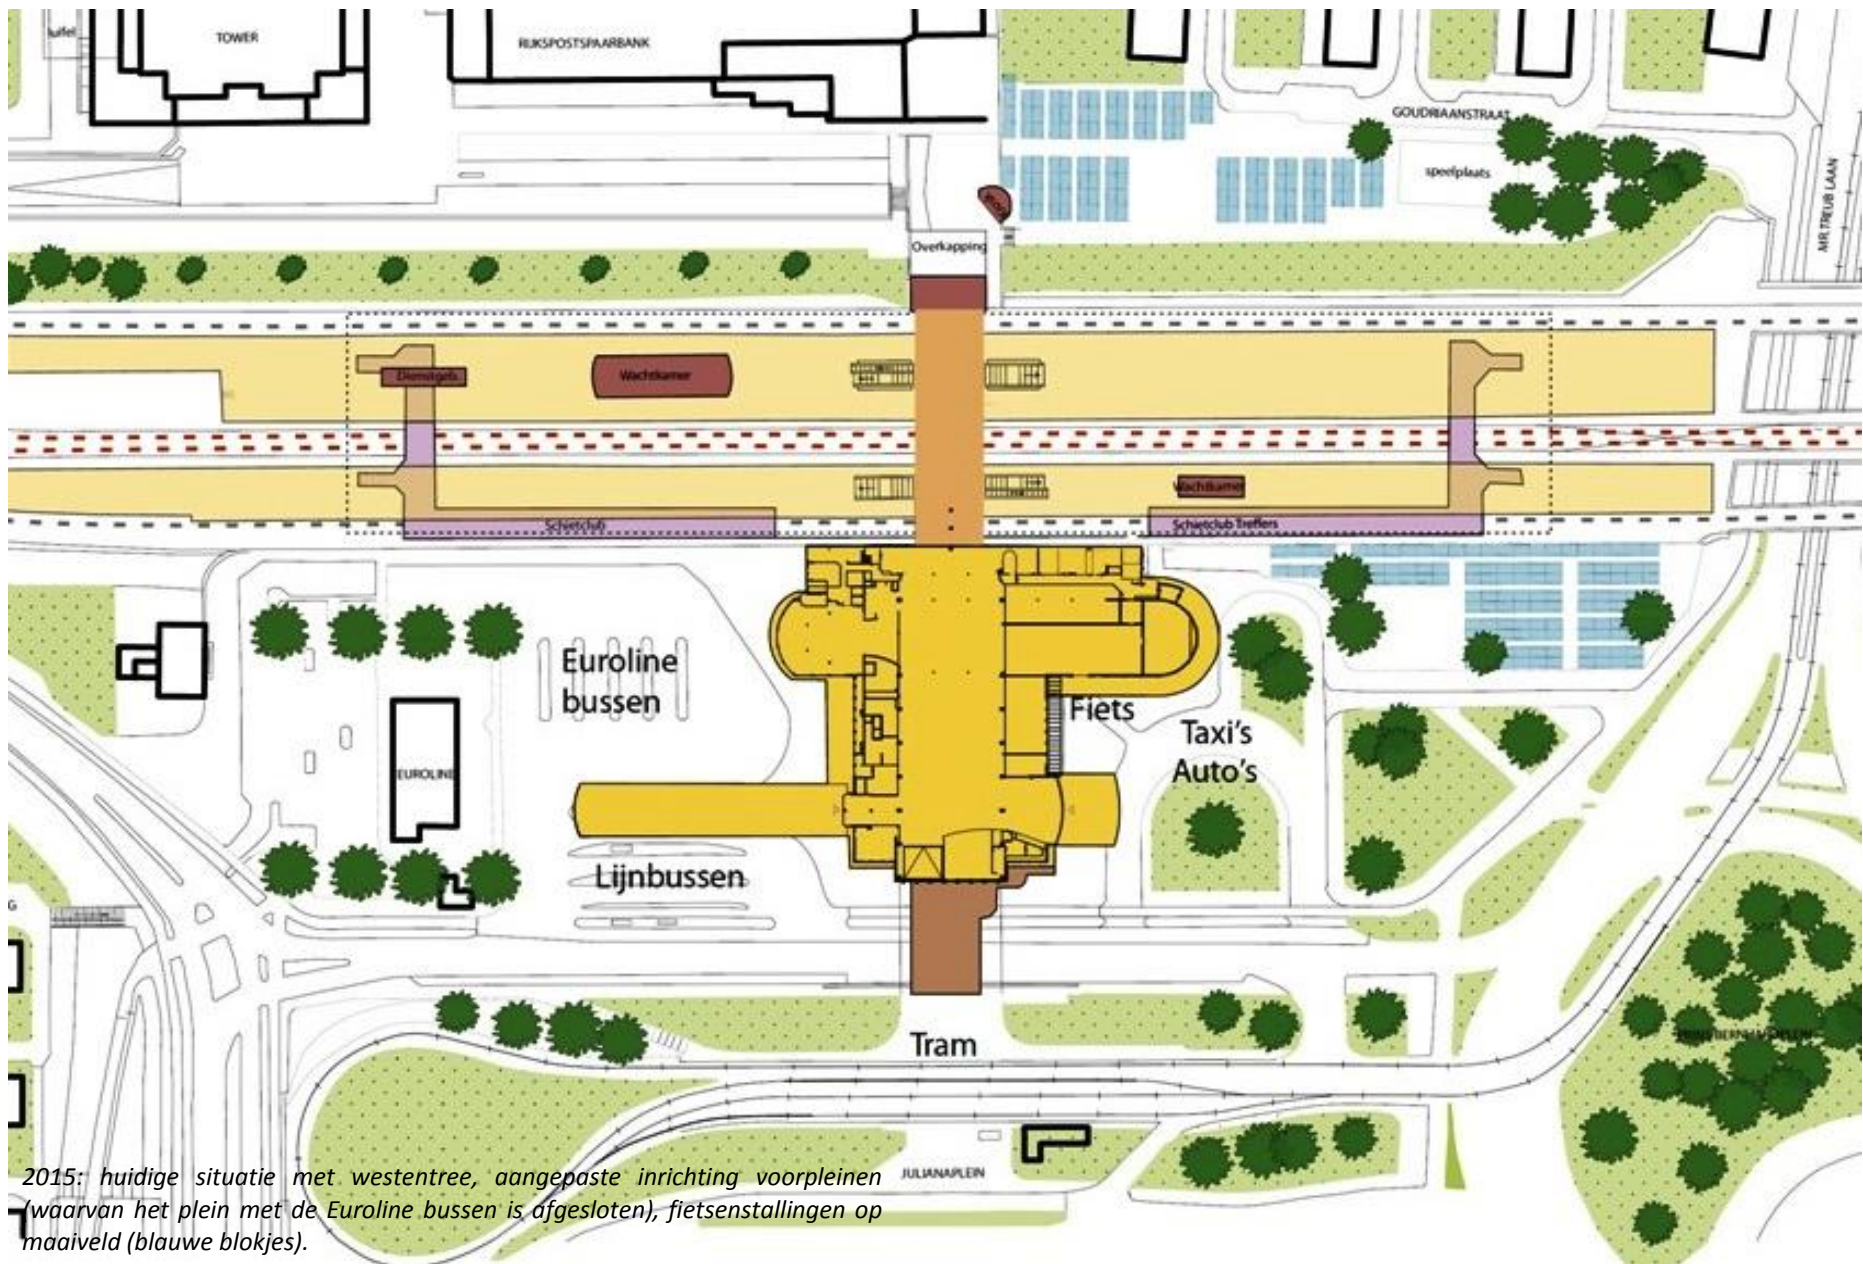 luifel
TOWER
RIJKSPOSTSPAARBANK
GOUDRIAANSTRAAT
speelplaats
MR.TREUB LAAN
kiosk
Overkapping
Dienstgeb.
Wachtkamer
Wachtkamer
Schietclub
Schietclub Treffers
Euroline
bussen
Fiets
Taxi's
Auto's
EUROLINE
Lijnbussen
G
Tram
JULIANAPLEIN
2015: huidige situatie met westentree, aangepaste inrichting voorpleinen
(waarvan het plein met de Euroline bussen is afgesloten), fietsenstallingen op
maaiveld (blauwe blokjes).